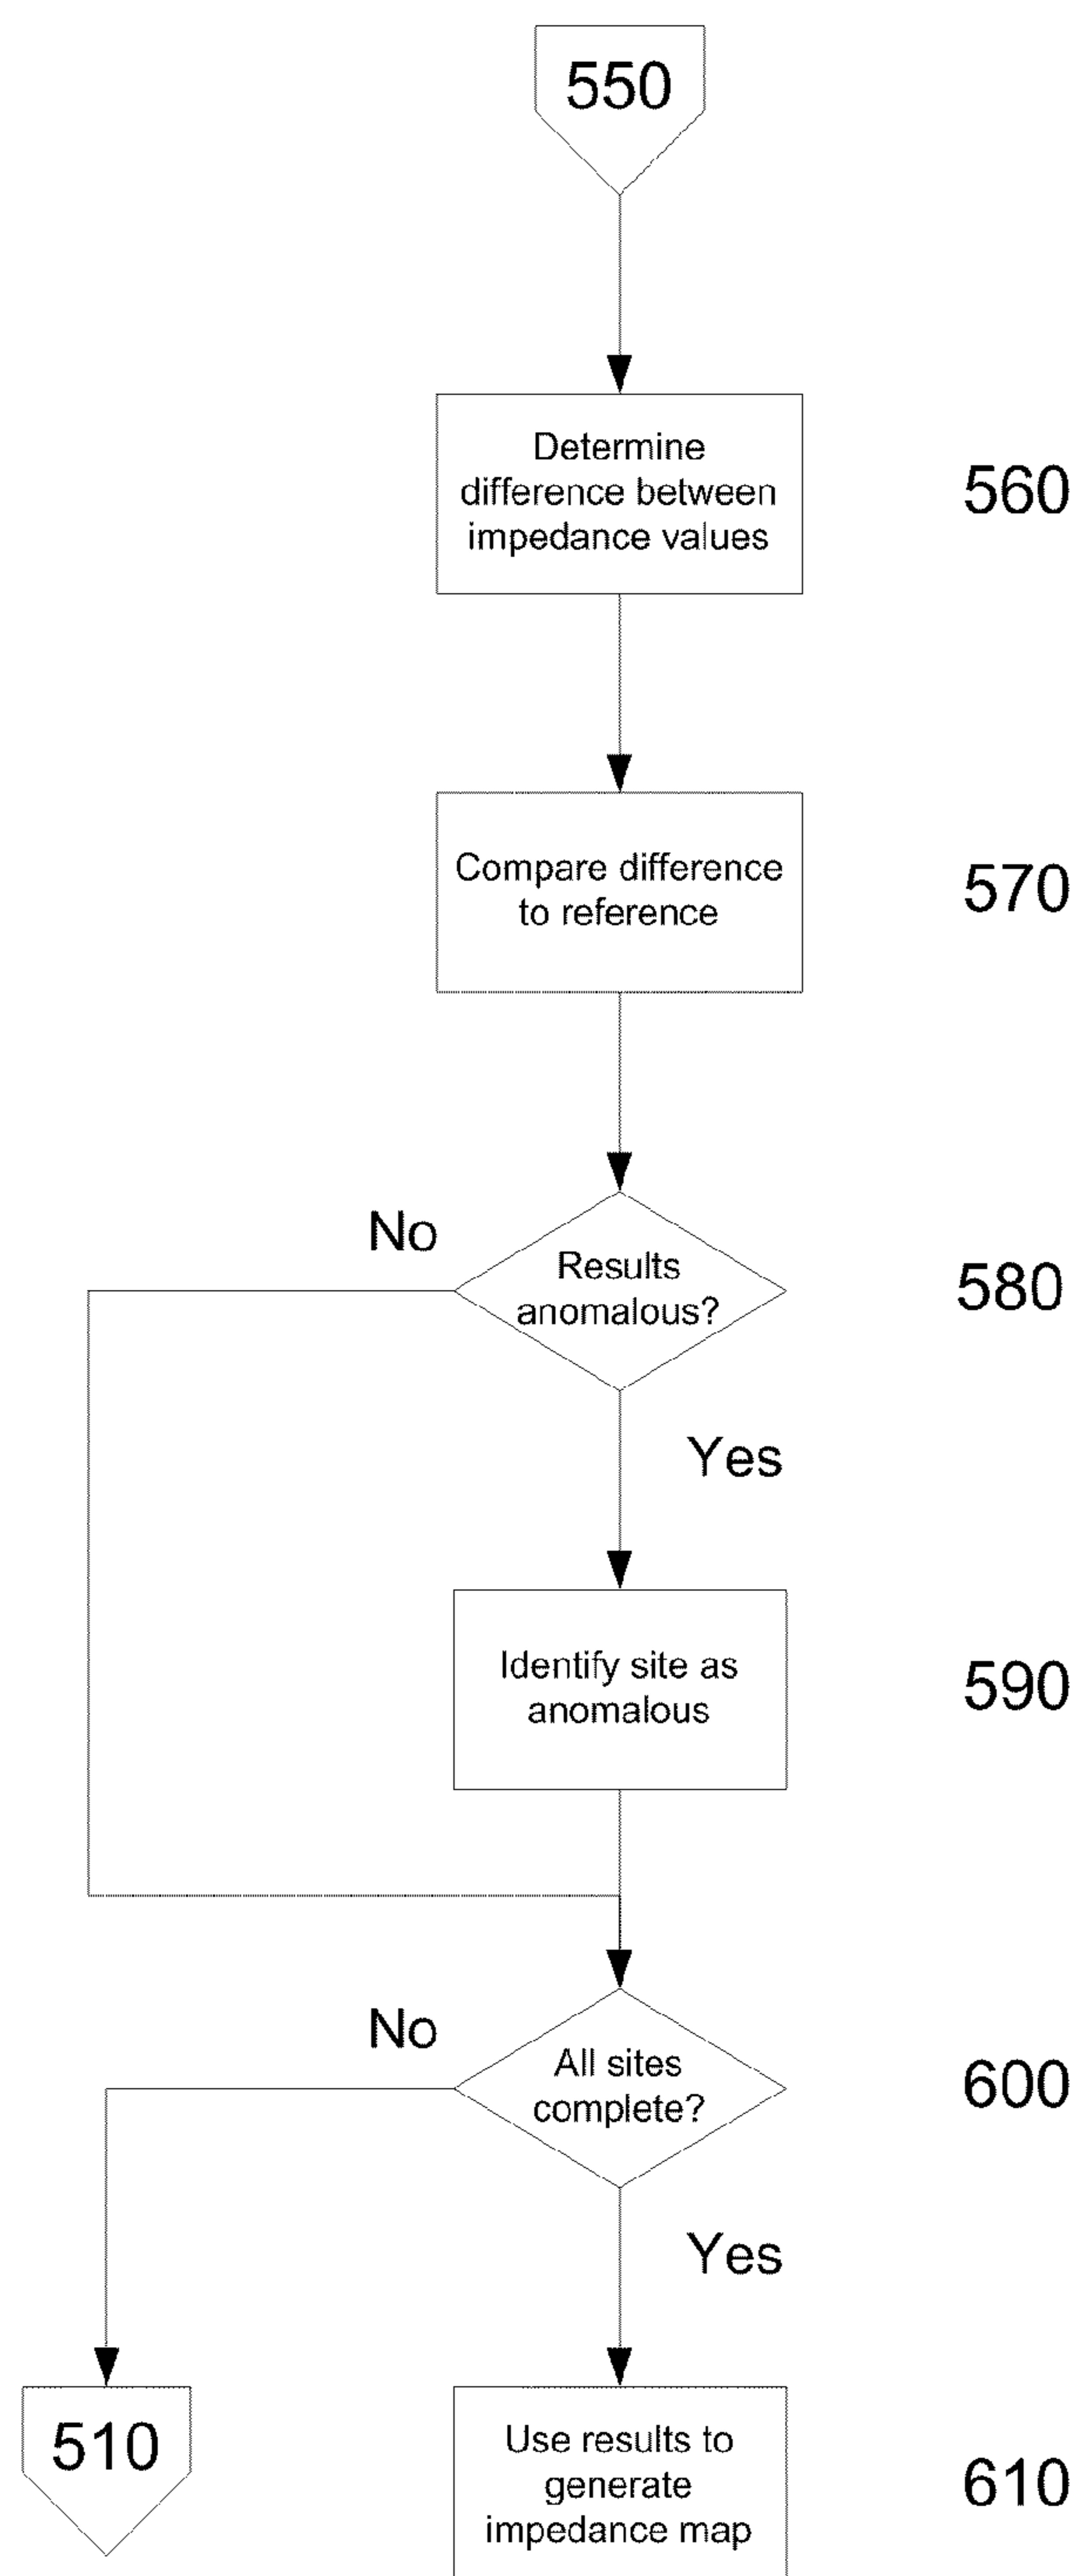 550
Determine
difference between
impedance values
560
Compare difference
to reference
570
No
Results
anomalous?
580
Yes
Identify site as
anomalous
590
No
All sites
complete?
600
Yes
510
Use results to
generate
impedance map
610